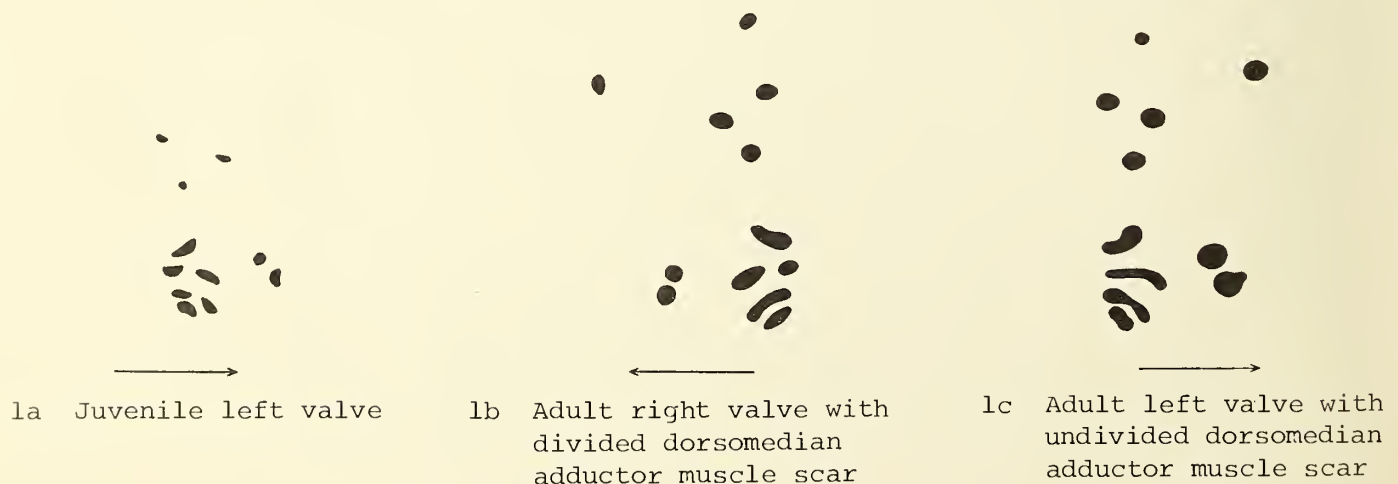 1a Juvenile left valve
1b Adult right valve with
divided dorsomedian
adductor muscle scar
1c Adult left valve with
undivided dorsomedian
adductor muscle scar